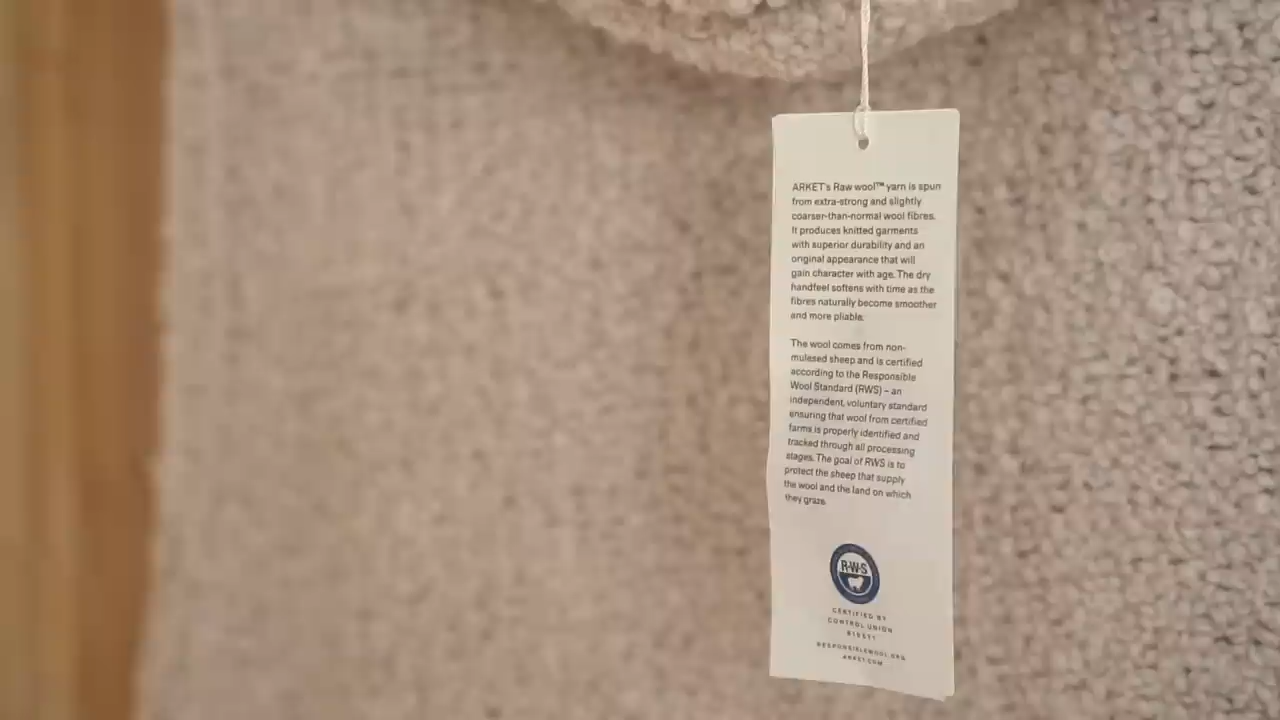 ARKET's Raw wool™ yarn is spun
from extra-strong and slightly
coarser-than-normal wool fibres.
It produces knitted garments
with superior durability and an
original appearance that will
gain character with age. The dry
handfeel softens with time as the
fibres naturally become smoother
and more pliable.
The wool comes from non-
mulesed sheep and is certified
according to the Responsible
Wool Standard (RWS) – an
independent, voluntary standard
ensuring that wool from certified
farms is properly identified and
tracked through all processing
stages. The goal of RWS is to
protect the sheep that supply
the wool and the land on which
they graze.
R·W·S
CERTIFIED BY
CONTROL UNION
RESPONSIBLEWOOL.ORG
ARKET.COM